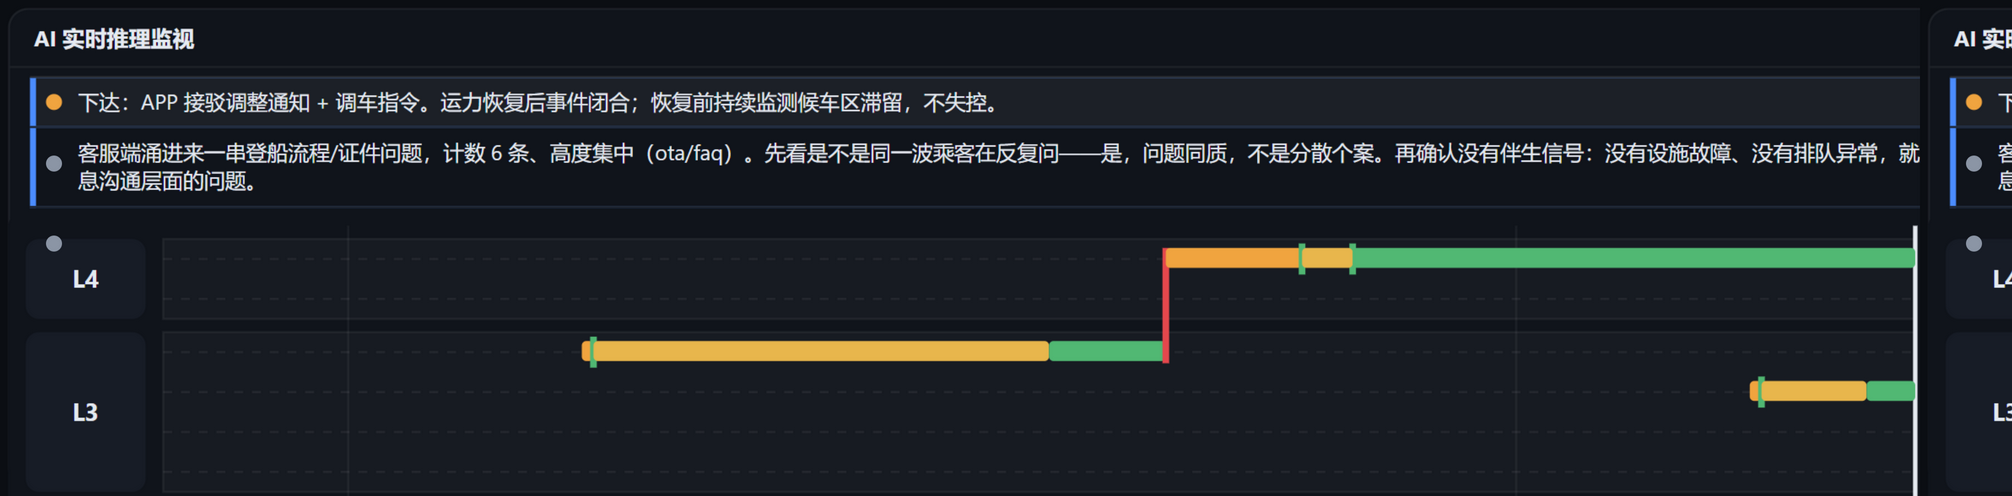 AI 实时推理监视
AI 实时
下达：APP 接驳调整通知 + 调车指令。运力恢复后事件闭合；恢复前持续监测候车区滞留，不失控。
下
客服端涌进来一串登船流程/证件问题，计数 6 条、高度集中（ota/faq）。先看是不是同一波乘客在反复问——是，问题同质，不是分散个案。再确认没有伴生信号：没有设施故障、没有排队异常，就
息沟通层面的问题。
客
息
L4
L4
L3
L3